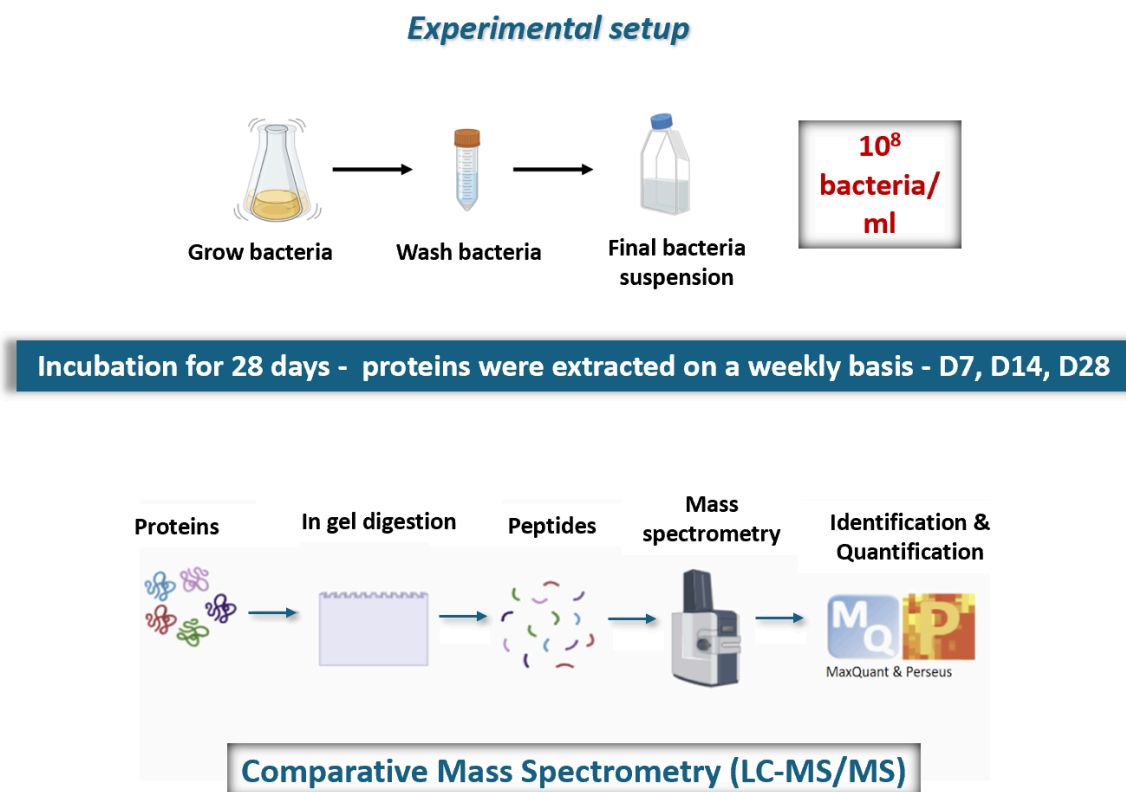 Experimental setup
10⁸
bacteria/
ml
Grow bacteria
Wash bacteria
Final bacteria
suspension
Incubation for 28 days -  proteins were extracted on a weekly basis - D7, D14, D28
Proteins
In gel digestion
Peptides
Mass
spectrometry
Identification &
Quantification
M
Q
P
MaxQuant & Perseus
Comparative Mass Spectrometry (LC-MS/MS)